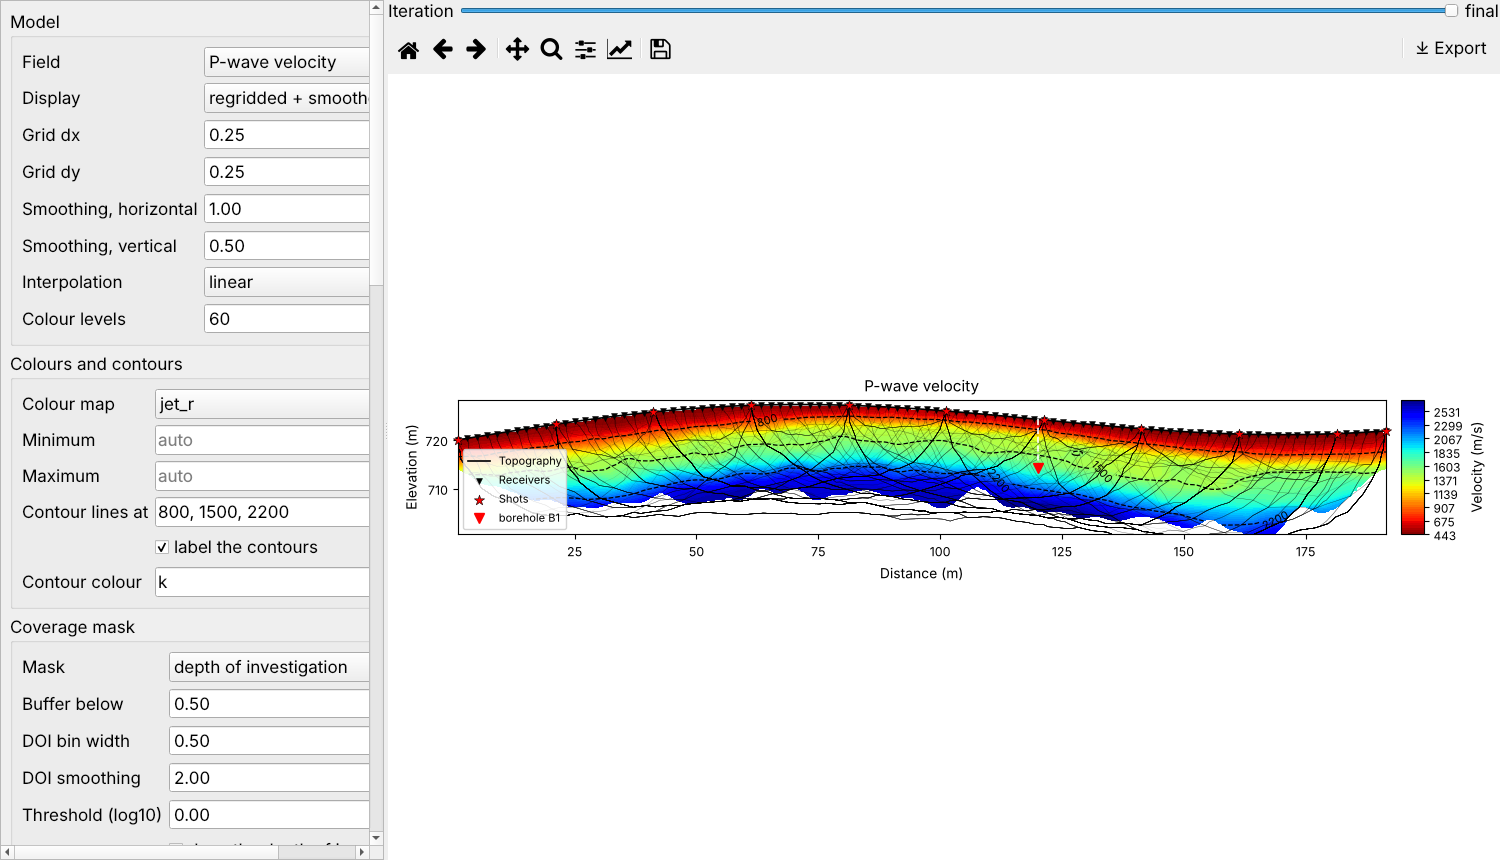 Model
Field P-wave velocity
Display regridded + smooth
Grid dx 0.25
Grid dy 0.25
Smoothing, horizontal 1.00
Smoothing, vertical 0.50
Interpolation linear
Colour levels 60
Colours and contours
Colour map jet_r
Minimum auto
Maximum auto
Contour lines at 800, 1500, 2200
label the contours
Contour colour k
Coverage mask
Mask depth of investigation
Buffer below 0.50
DOI bin width 0.50
DOI smoothing 2.00
Threshold (log10) 0.00
Iteration final
Export
P-wave velocity
Elevation (m)
720
710
800
1500
2200
2200
Topography
Receivers
Shots
borehole B1
25 50 75 100 125 150 175
Distance (m)
2531
2299
2067
1835
1603
1371
1139
907
675
443
Velocity (m/s)